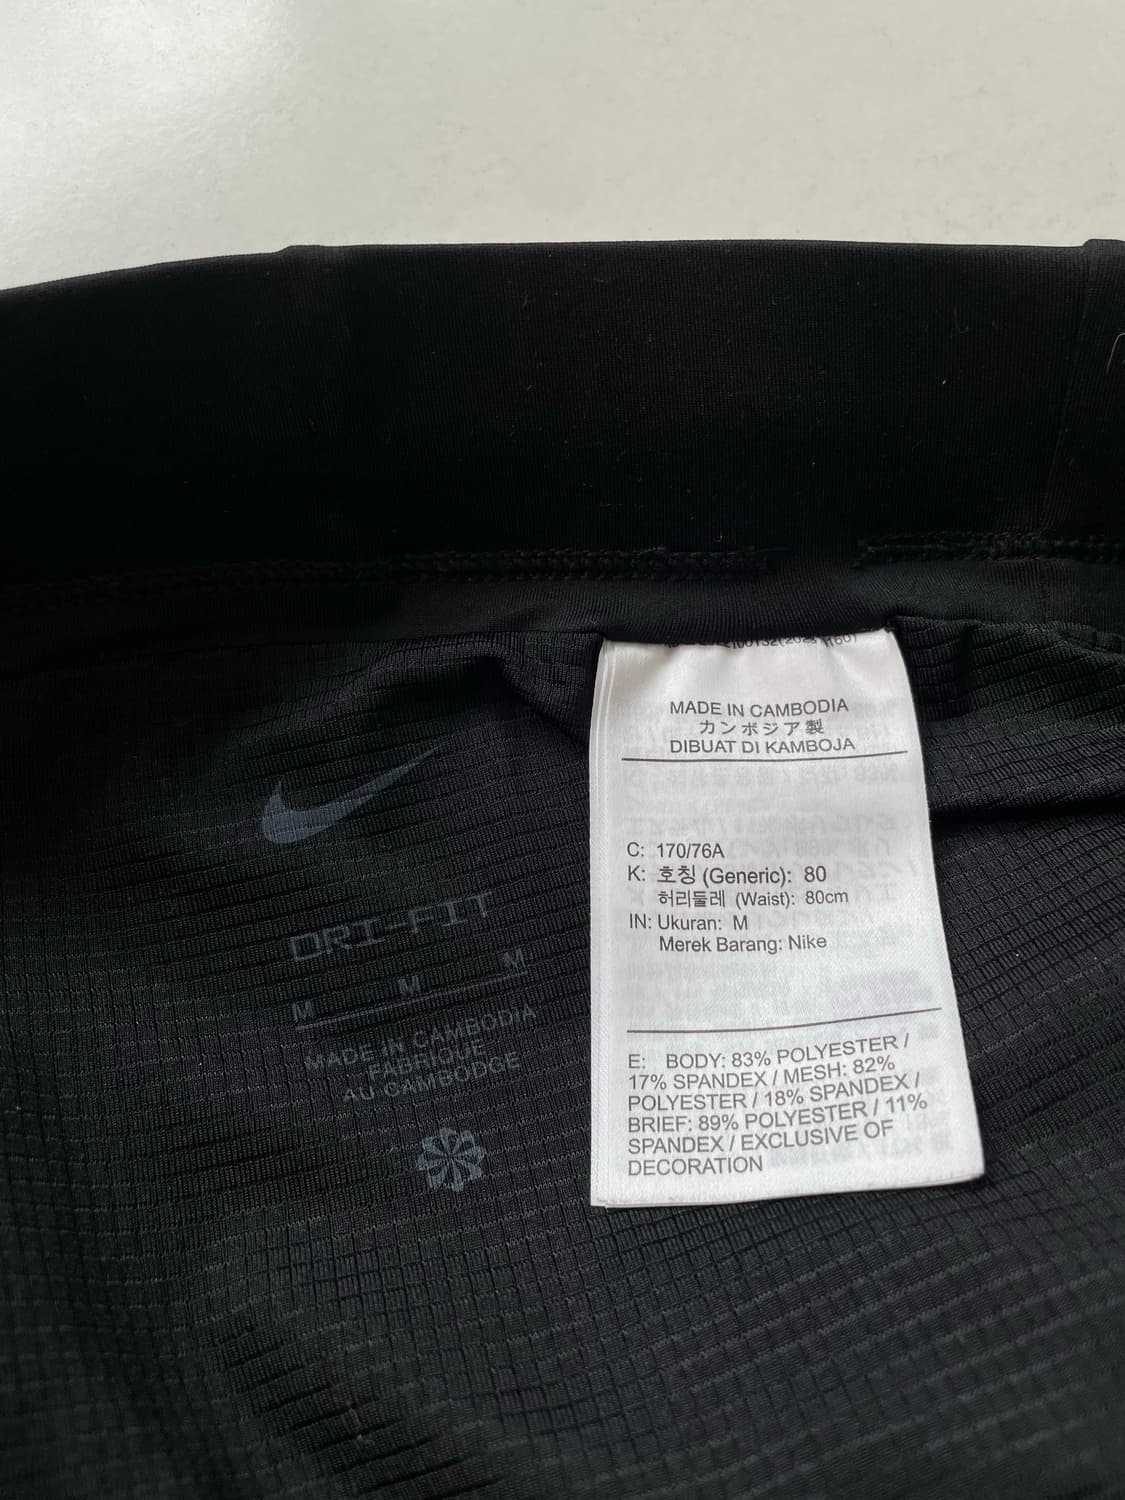 MADE IN CAMBODIA
カンボジア製
DIBUAT DI KAMBOJA
C: 170/76A
K: 호칭 (Generic): 80
허리둘레 (Waist): 80cm
IN: Ukuran: M
Merek Barang: Nike
E: BODY: 83% POLYESTER /
17% SPANDEX / MESH: 82%
POLYESTER / 18% SPANDEX /
BRIEF: 89% POLYESTER / 11%
SPANDEX / EXCLUSIVE OF
DECORATION
DRI-FIT
M M M
MADE IN CAMBODIA
FABRIQUE
AU CAMBODGE